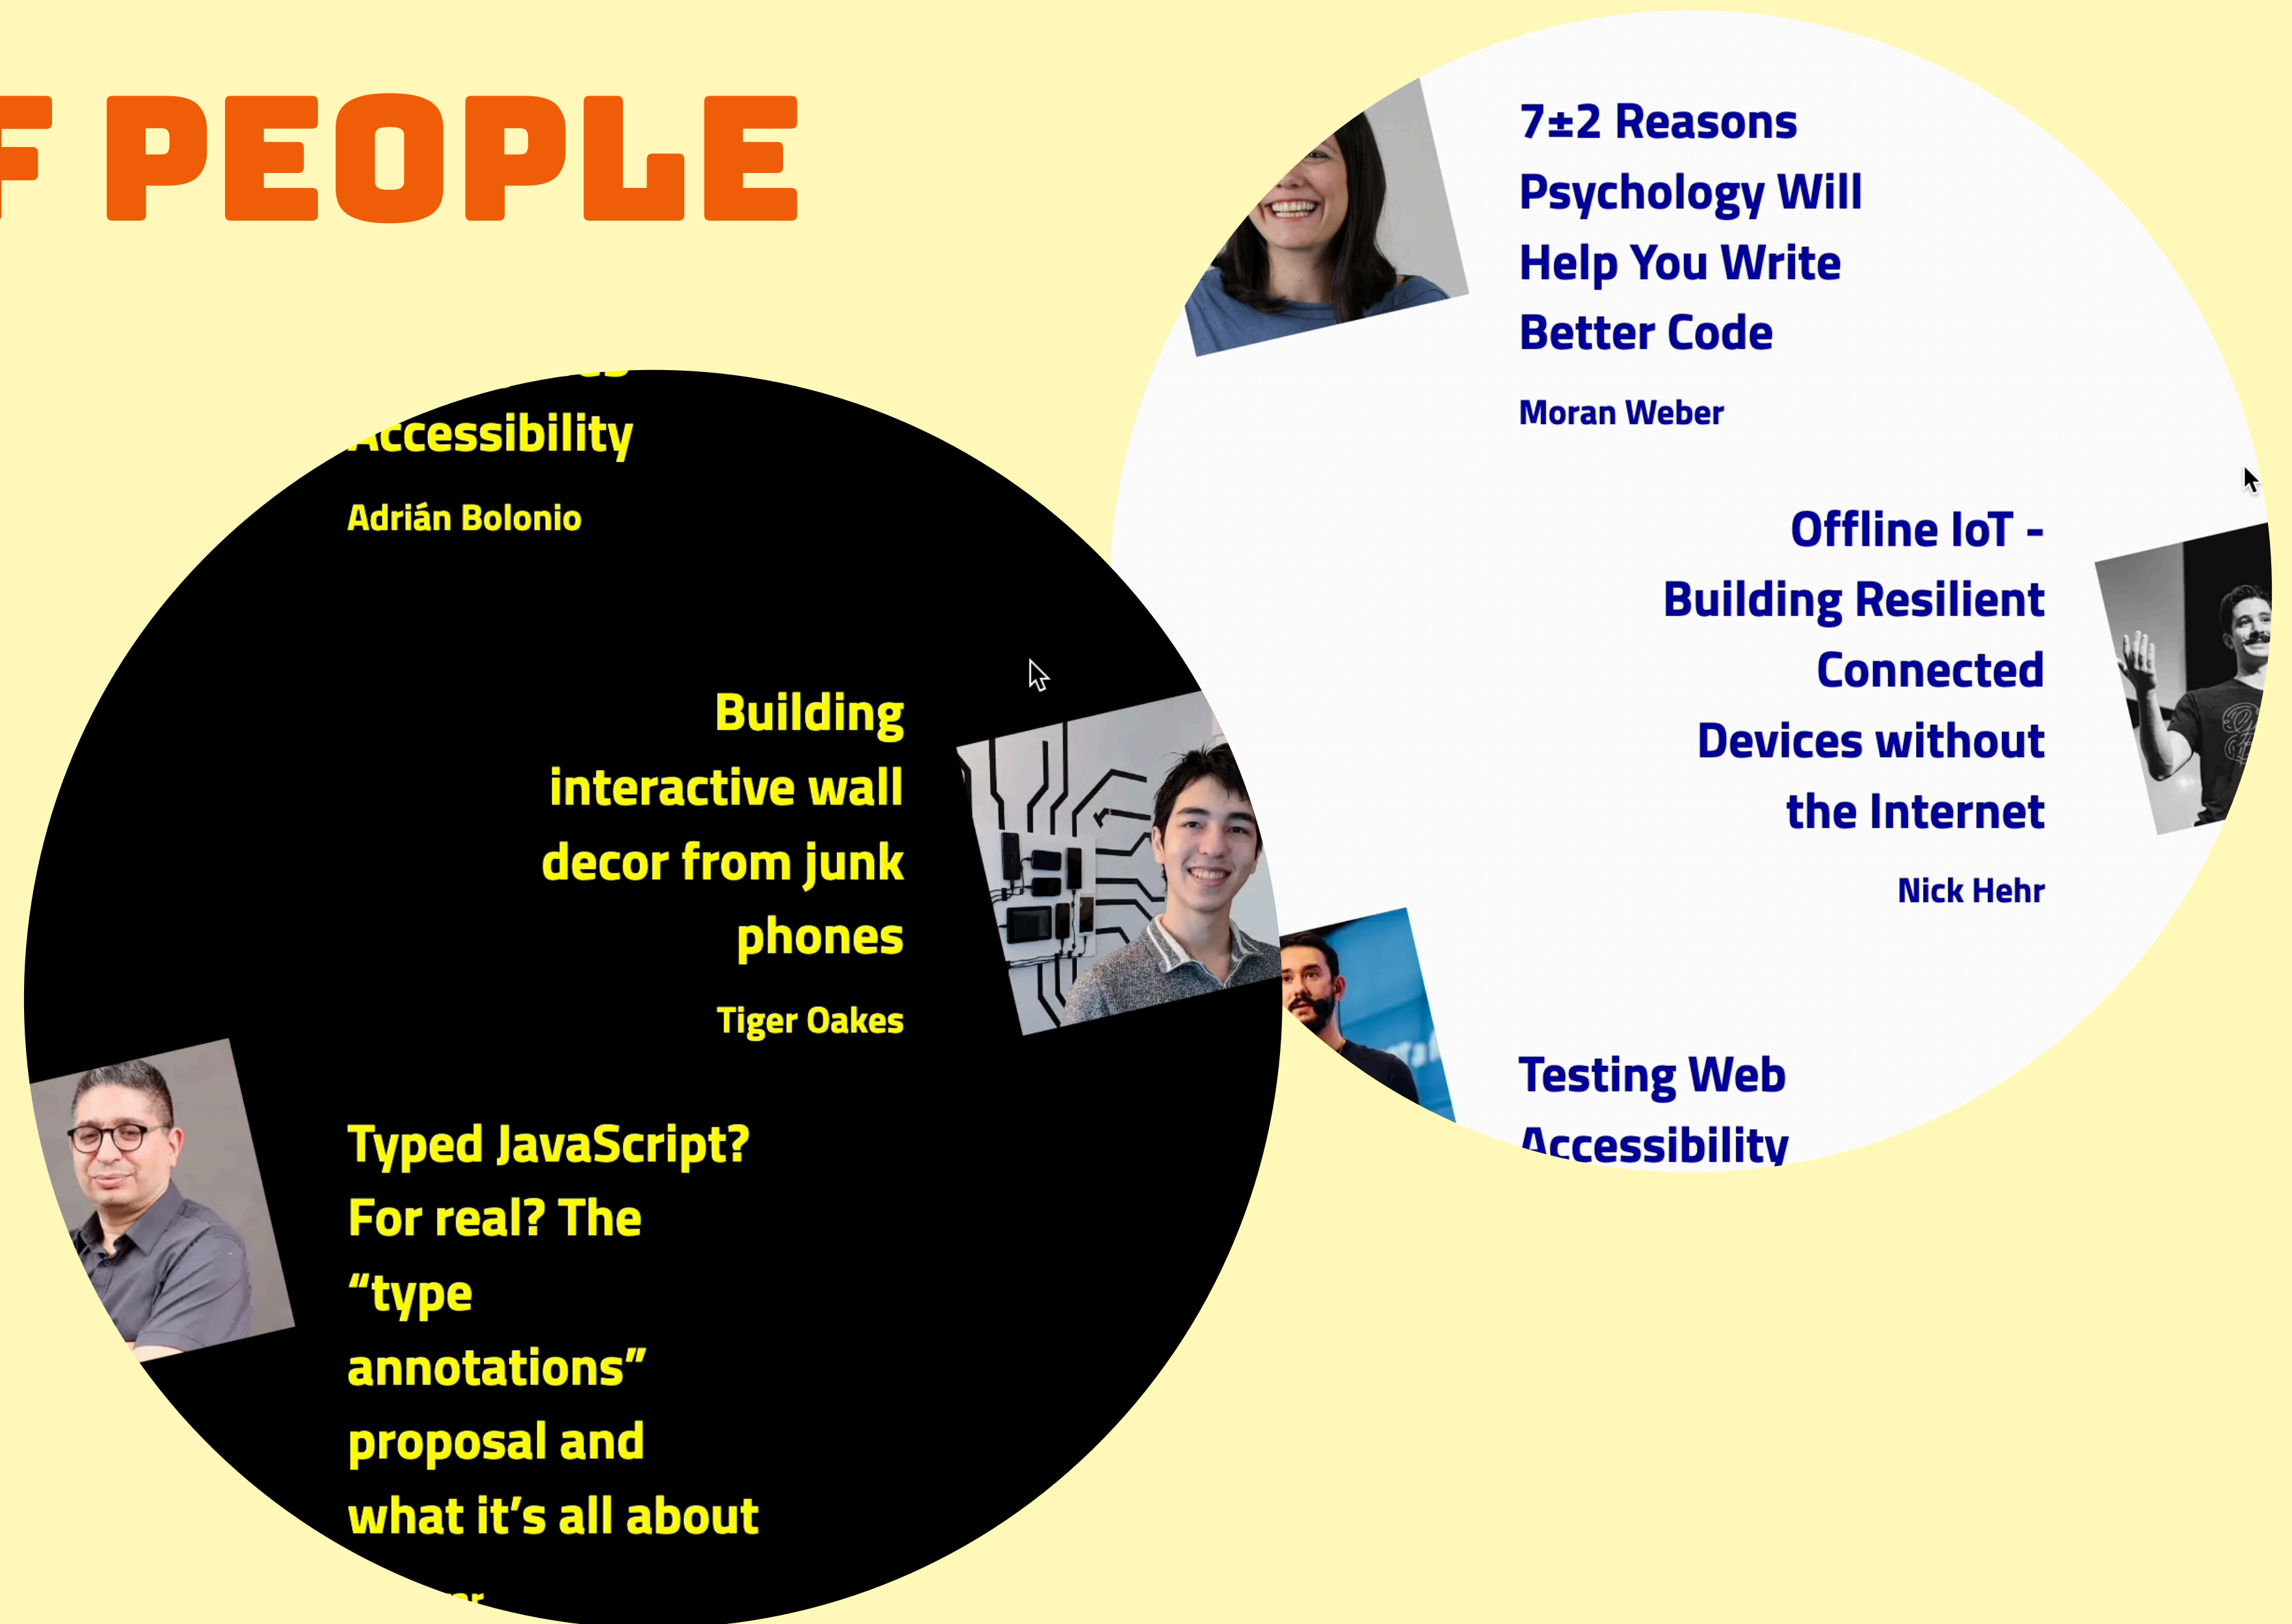 F PEOPLE
Accessibility
Adrián Bolonio
Building
interactive wall
decor from junk
phones
Tiger Oakes
Typed JavaScript?
For real? The
“type
annotations”
proposal and
what it’s all about
7±2 Reasons
Psychology Will
Help You Write
Better Code
Moran Weber
Offline IoT -
Building Resilient
Connected
Devices without
the Internet
Nick Hehr
Testing Web
Accessibility